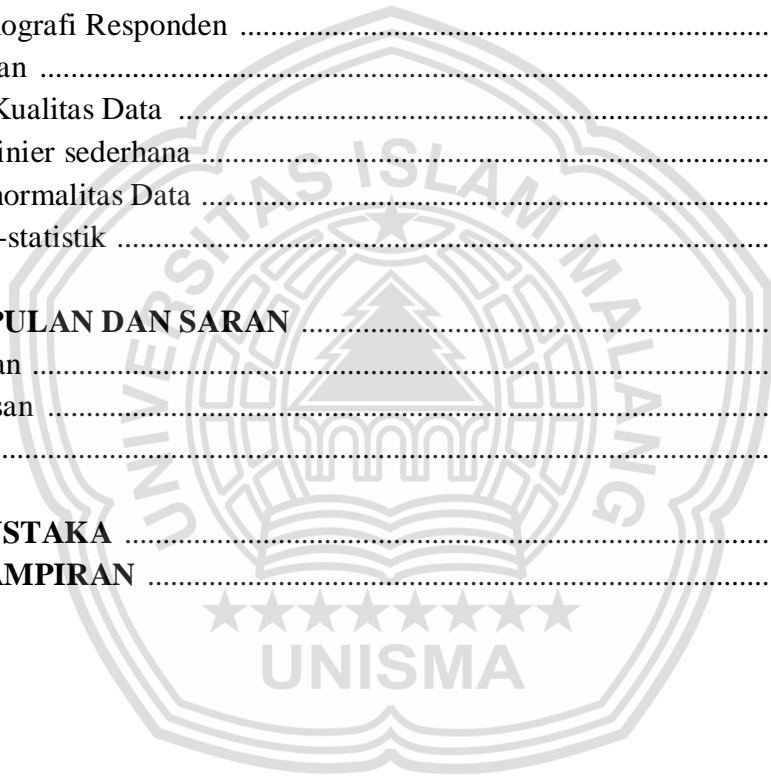 ografi Responden ................................................................................
an ................................................................................
Kualitas Data ................................................................................
inier sederhana ................................................................................
normalitas Data ................................................................................
-statistik ................................................................................
PULAN DAN SARAN ................................................................................
an ................................................................................
san ................................................................................
................................................................................
USTAKA ................................................................................
AMPIRAN ................................................................................
UNIVERSITAS ISLAM MALANG
UNISMA